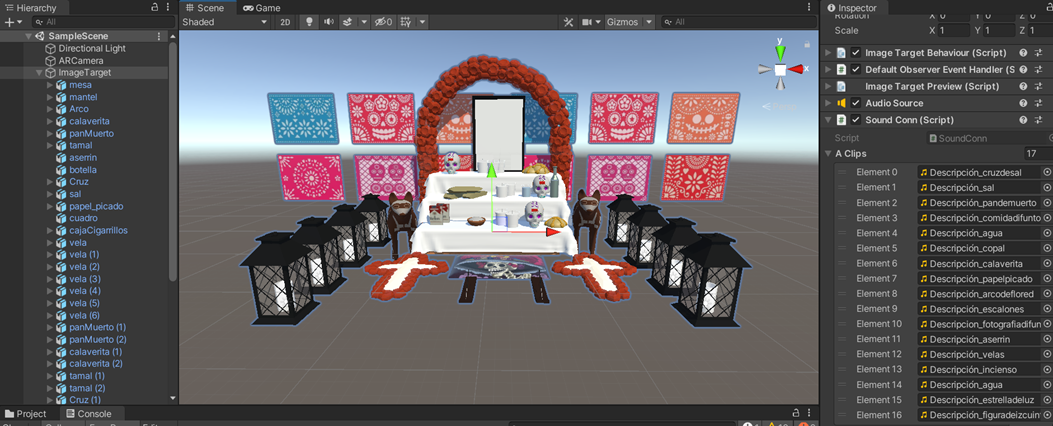 Hierarchy
All
SampleScene
Directional Light
ARCamera
ImageTarget
mesa
mantel
Arco
calaverita
panMuerto
tamal
aserrin
botella
Cruz
sal
papel_picado
cuadro
cajaCigarrillos
vela
vela (1)
vela (2)
vela (3)
vela (4)
vela (5)
vela (6)
panMuerto (1)
panMuerto (2)
calaverita (1)
calaverita (2)
tamal (1)
tamal (2)
Cruz (1)
Project
Console
Scene
Game
Shaded
2D
0
Gizmos
All
y
x
Inspector
Rotation X 0 Y 0 Z 0
Scale X 1 Y 1 Z 1
Image Target Behaviour (Script)
Default Observer Event Handler (S
Image Target Preview (Script)
Audio Source
Sound Conn (Script)
Script SoundConn
A Clips 17
Element 0 Descripción_cruzdesal
Element 1 Descripción_sal
Element 2 Descripción_pandemuerto
Element 3 Descripción_comidadifunto
Element 4 Descripción_agua
Element 5 Descripción_copal
Element 6 Descripción_calaverita
Element 7 Descripción_papelpicado
Element 8 Descripción_arcodeflored
Element 9 Descripción_escalones
Element 10 Descripcion_fotografiadifun
Element 11 Descripción_aserrin
Element 12 Descripción_velas
Element 13 Descripción_incienso
Element 14 Descripción_agua
Element 15 Descripción_estrelladeluz
Element 16 Descripción_figuradeizcuin